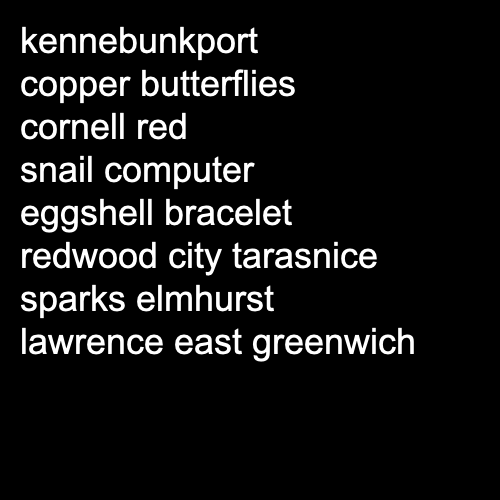 kennebunkport
copper butterflies
cornell red
snail computer
eggshell bracelet
redwood city tarasnice
sparks elmhurst
lawrence east greenwich